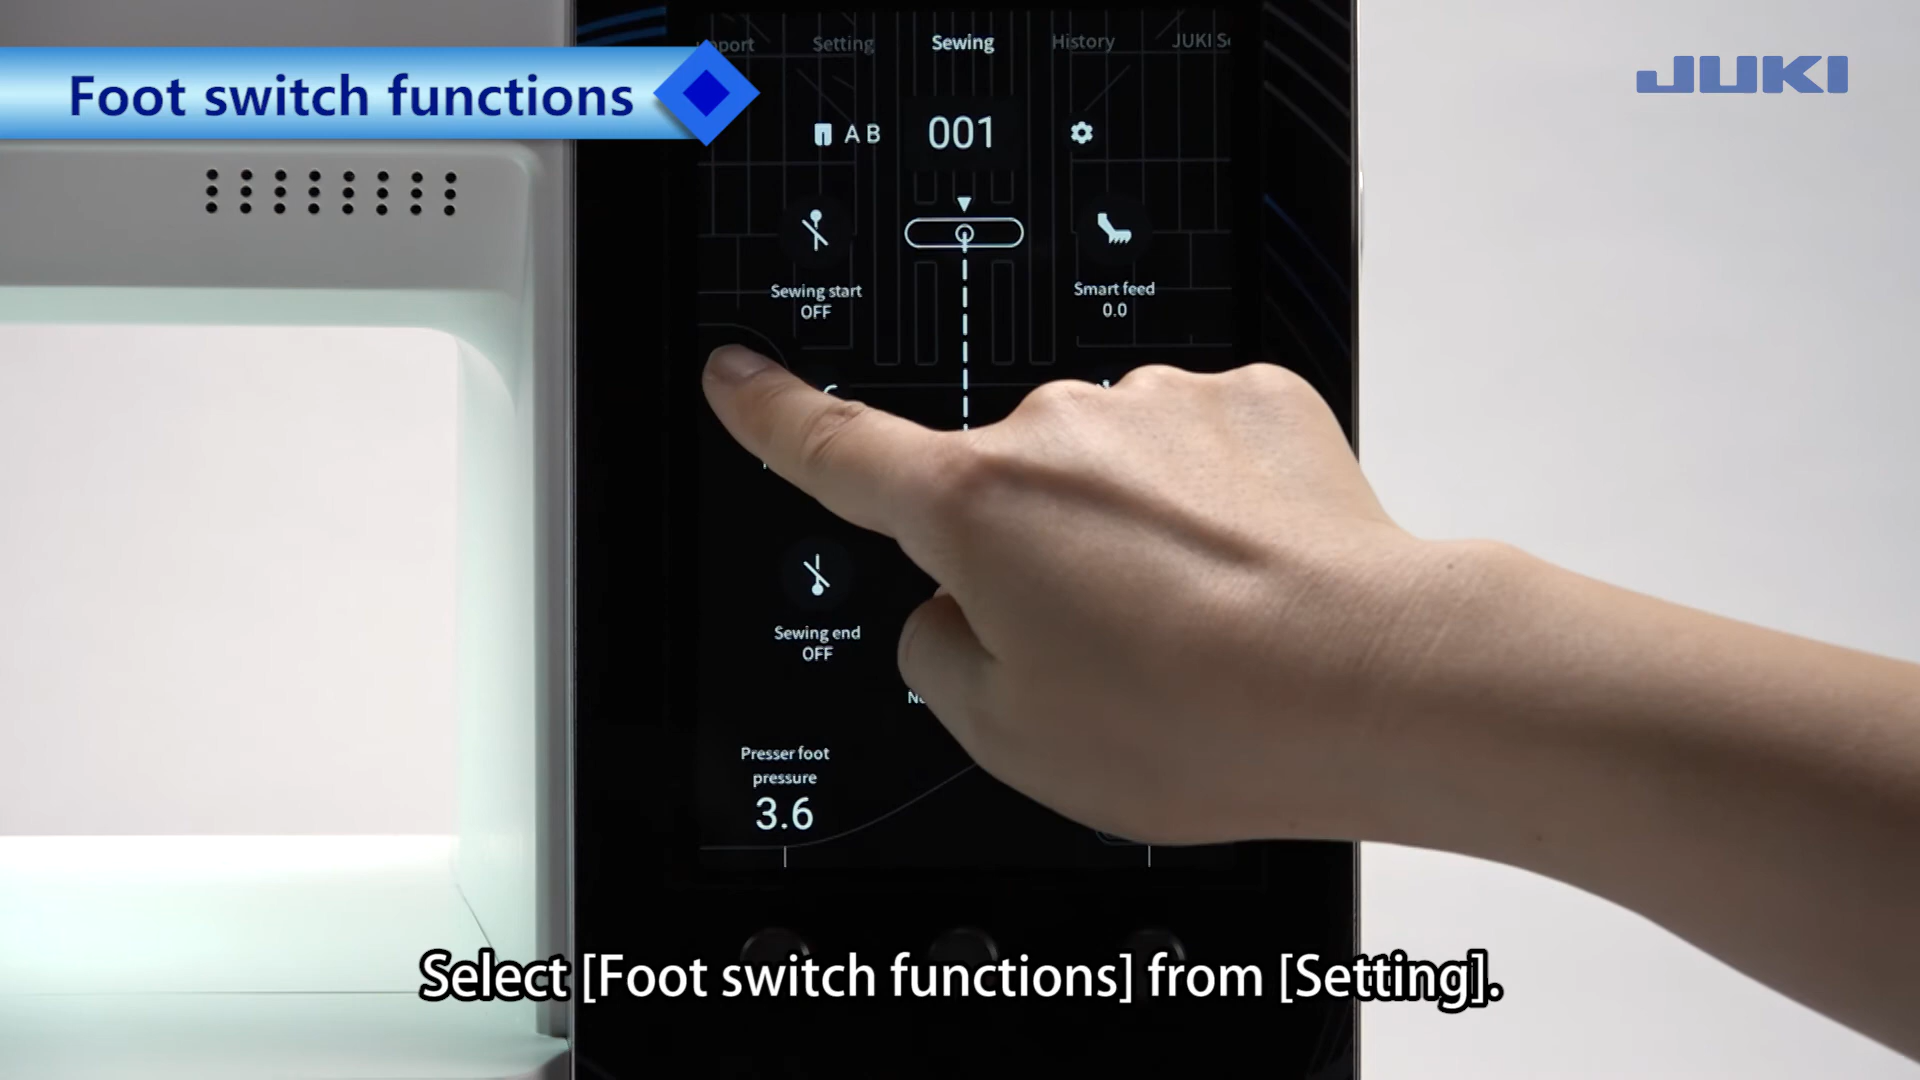 Foot switch functions
JUKI
Setting
Sewing
History
JUKI
A B
001
Sewing start
OFF
Smart feed
0.0
Sewing end
OFF
Presser foot
pressure
3.6
Select [Foot switch functions] from [Setting].